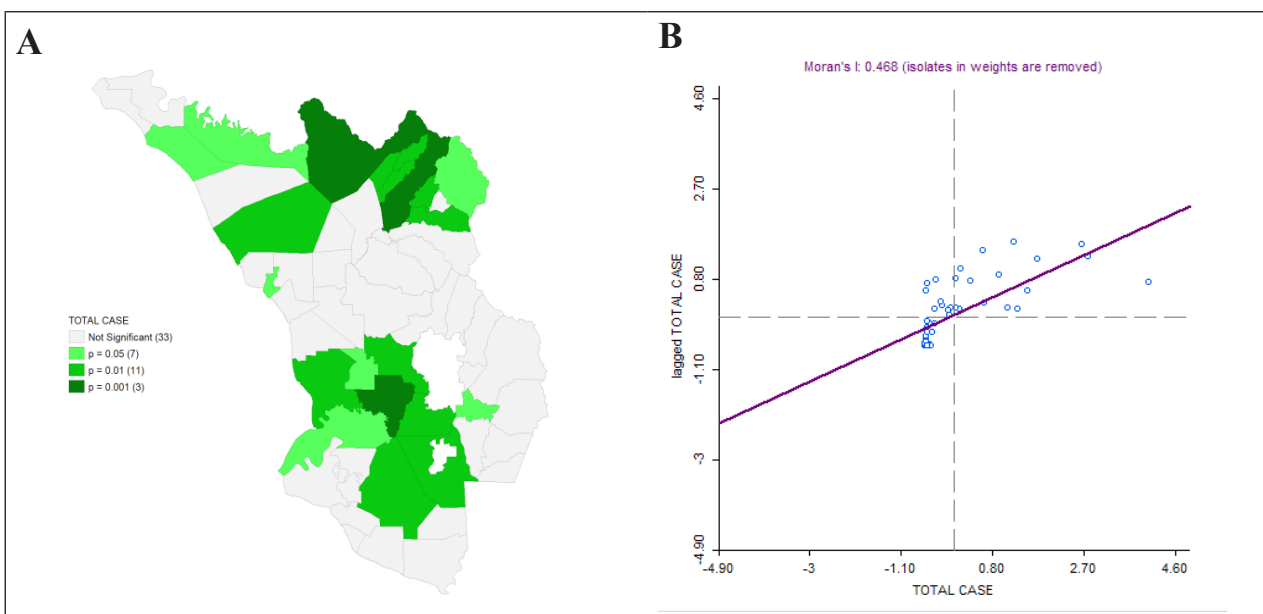 A
TOTAL CASE
Not Significant (33)
p = 0.05 (7)
p = 0.01 (11)
p = 0.001 (3)
B
Moran's I: 0.468 (isolates in weights are removed)
lagged TOTAL CASE
4.60
2.70
0.80
-1.10
-3
-4.90
-4.90
-3
-1.10
0.80
2.70
4.60
TOTAL CASE